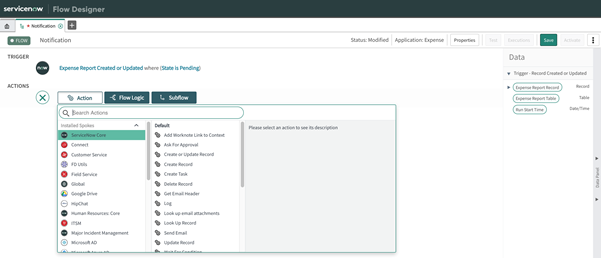 servicenow Flow Designer
Notification
FLOW Notification Status: Modified Application: Expense Properties Test Executions Save Activate
TRIGGER
now Expense Report Created or Updated where (State is Pending)
ACTIONS
Action Flow Logic Subflow
Search Actions
Installed Spokes
ServiceNow Core
Connect
Customer Service
FD Utils
Field Service
Global
Google Drive
HipChat
Human Resources: Core
ITSM
Major Incident Management
Microsoft AD
Default
Add Worknote Link to Context
Ask For Approval
Create or Update Record
Create Record
Create Task
Delete Record
Get Email Header
Log
Look up email attachments
Look Up Record
Send Email
Update Record
Please select an action to see its description
Data
Trigger - Record Created or Updated
Expense Report Record Record
Expense Report Table Table
Run Start Time Date/Time
Data Panel